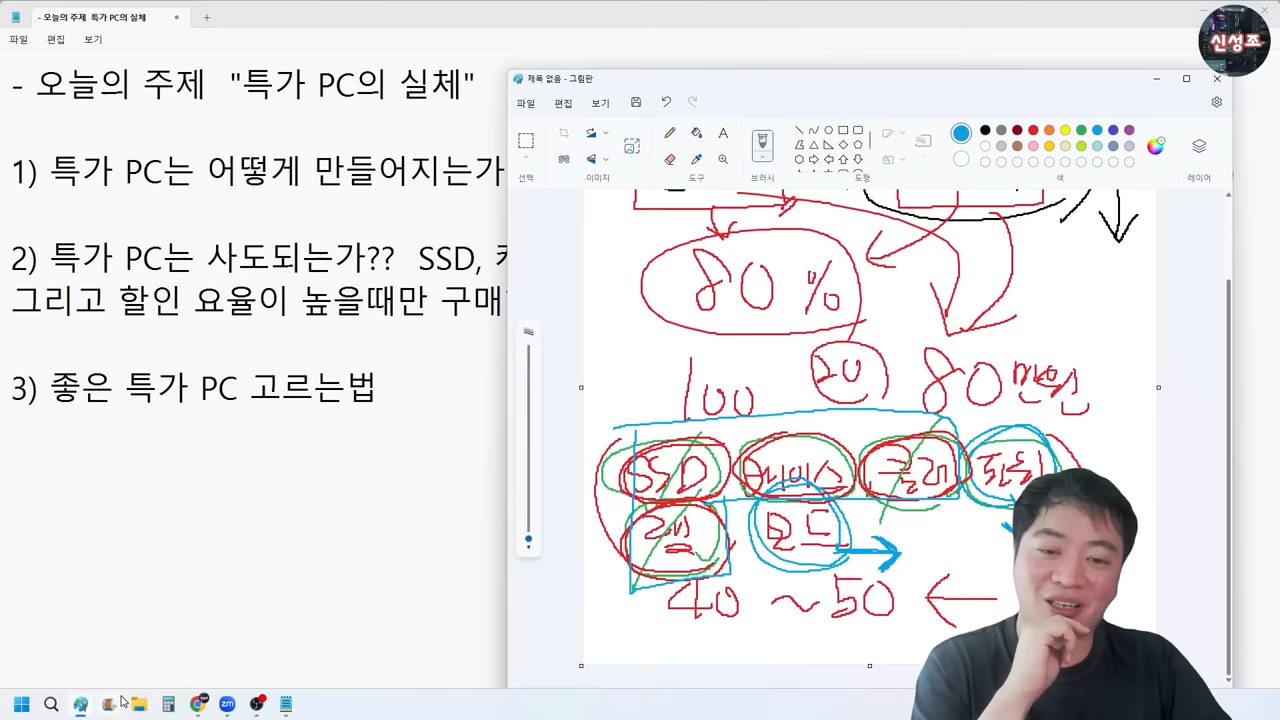 - 오늘의 주제 특가 PC의 실체
파일 편집 보기
- 오늘의 주제 "특가 PC의 실체"
1) 특가 PC는 어떻게 만들어지는가
2) 특가 PC는 사도되는가?? SSD,
그리고 할인 요율이 높을때만 구매
3) 좋은 특가 PC 고르는법
신성조
제목 없음 - 그림판
파일 편집 보기
선택 이미지 도구 브러시 도형 색 레이어
80 %
100 20 80만원
SSD 케이스 쿨러
보드
40 ~50